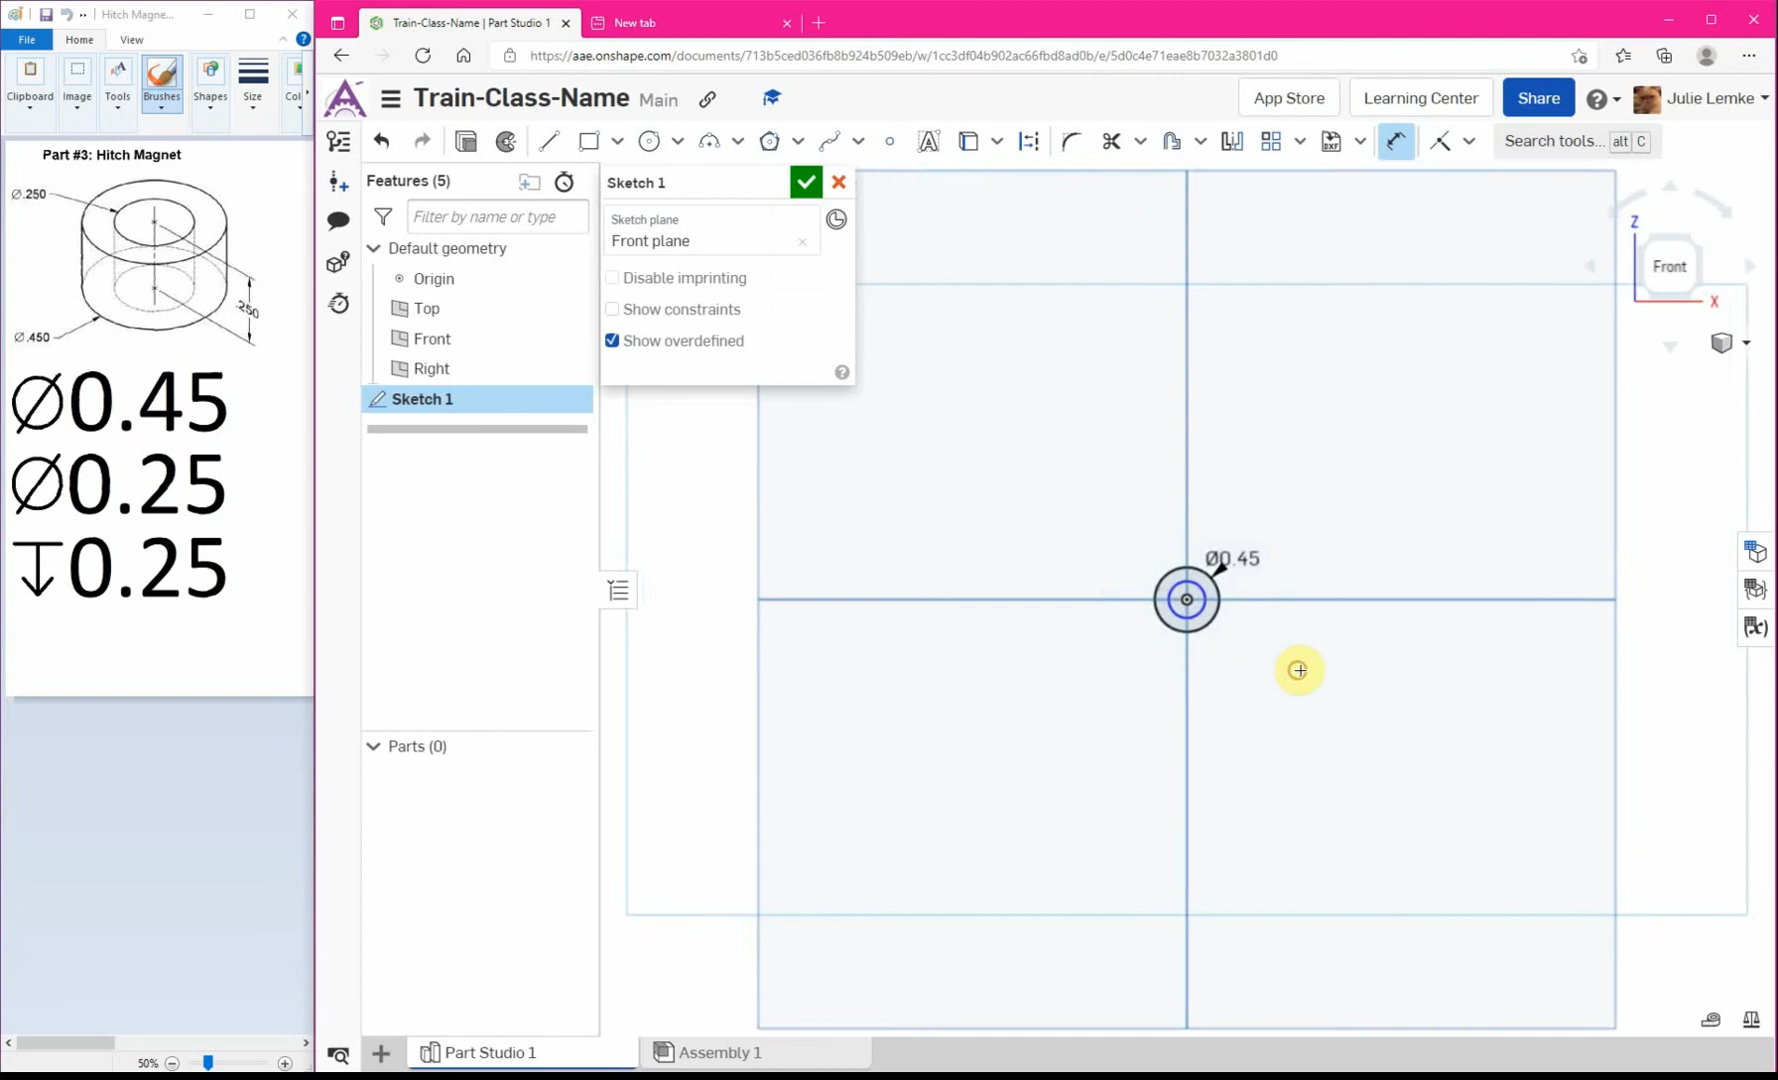 Hitch Magne...
File
Home
View
Clipboard
Image
Tools
Brushes
Shapes
Size
Col
Part #3: Hitch Magnet
Ø.250
.250
Ø.450
Ø0.45
Ø0.25
↧0.25
50%
Train-Class-Name | Part Studio 1
New tab
https://aae.onshape.com/documents/713b5ced036fb8b924b509eb/w/1cc3df04b902ac66fbd8ad0b/e/5d0c4e71eae8b7032a3801d0
Train-Class-Name Main
App Store
Learning Center
Share
Julie Lemke
Search tools... alt C
Features (5)
Filter by name or type
Default geometry
Origin
Top
Front
Right
Sketch 1
Parts (0)
Sketch 1
Sketch plane
Front plane
Disable imprinting
Show constraints
Show overdefined
Ø0.45
Z
Front
X
Part Studio 1
Assembly 1